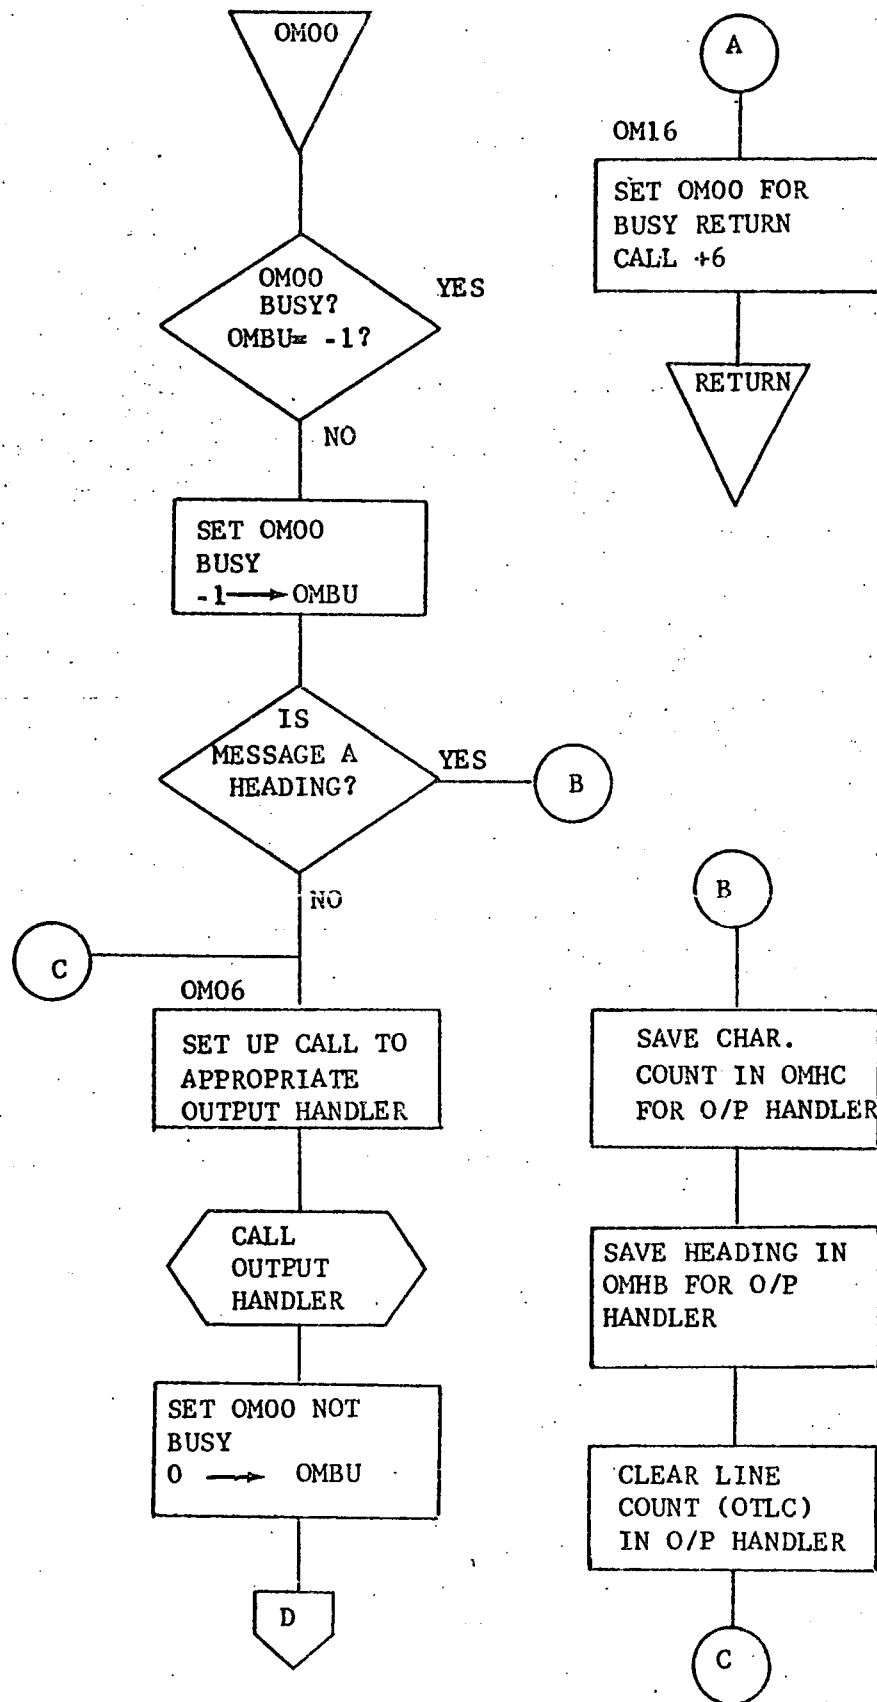 OM00
OM00
BUSY?
OMBU= -1?
YES
NO
SET OM00
BUSY
-1→OMBU
IS
MESSAGE A
HEADING?
YES
B
NO
C
OM06
SET UP CALL TO
APPROPRIATE
OUTPUT HANDLER
CALL
OUTPUT
HANDLER
SET OM00 NOT
BUSY
0 → OMBU
D
A
OM16
SET OM00 FOR
BUSY RETURN
CALL +6
RETURN
B
SAVE CHAR.
COUNT IN OMHC
FOR O/P HANDLER
SAVE HEADING IN
OMHB FOR O/P
HANDLER
CLEAR LINE
COUNT (OTLC)
IN O/P HANDLER
C